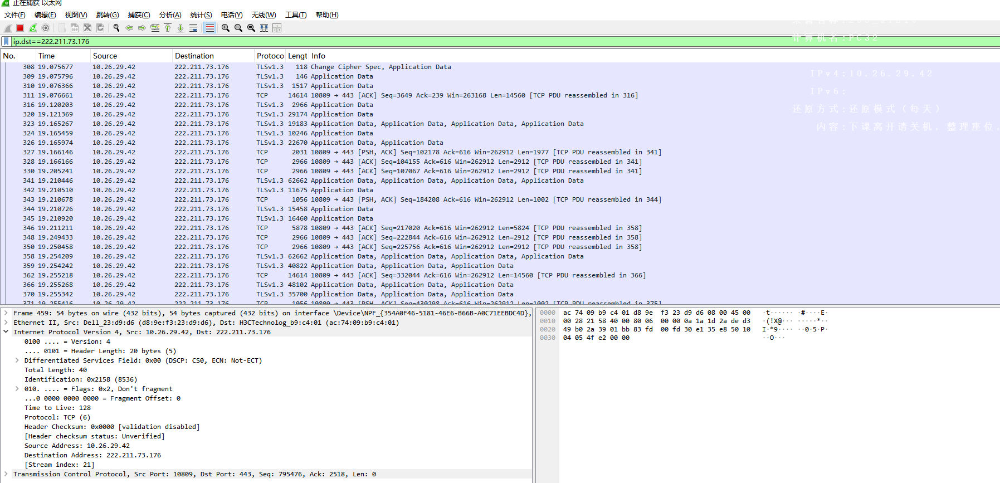 正在捕获 以太网
文件(F) 编辑(E) 视图(V) 跳转(G) 捕获(C) 分析(A) 统计(S) 电话(Y) 无线(W) 工具(T) 帮助(H)
ip.dst==222.211.73.176
计算机名:PC32
No. Time Source Destination Protoco Lengt Info
308 19.075677 10.26.29.42 222.211.73.176 TLSv1.3 118 Change Cipher Spec, Application Data
309 19.075796 10.26.29.42 222.211.73.176 TLSv1.3 146 Application Data
310 19.076366 10.26.29.42 222.211.73.176 TLSv1.3 1517 Application Data
311 19.076661 10.26.29.42 222.211.73.176 TCP 14614 10809 → 443 [ACK] Seq=3649 Ack=239 Win=263168 Len=14560 [TCP PDU reassembled in 316]
316 19.120203 10.26.29.42 222.211.73.176 TLSv1.3 2966 Application Data
320 19.121369 10.26.29.42 222.211.73.176 TLSv1.3 29174 Application Data
323 19.165267 10.26.29.42 222.211.73.176 TLSv1.3 19183 Application Data, Application Data, Application Data, Application Data
324 19.165459 10.26.29.42 222.211.73.176 TLSv1.3 10246 Application Data
326 19.165974 10.26.29.42 222.211.73.176 TLSv1.3 22670 Application Data, Application Data
327 19.166146 10.26.29.42 222.211.73.176 TCP 2031 10809 → 443 [PSH, ACK] Seq=102178 Ack=616 Win=262912 Len=1977 [TCP PDU reassembled in 341]
328 19.166166 10.26.29.42 222.211.73.176 TCP 2966 10809 → 443 [ACK] Seq=104155 Ack=616 Win=262912 Len=2912 [TCP PDU reassembled in 341]
330 19.205241 10.26.29.42 222.211.73.176 TCP 2966 10809 → 443 [ACK] Seq=107067 Ack=616 Win=262912 Len=2912 [TCP PDU reassembled in 341]
341 19.210446 10.26.29.42 222.211.73.176 TLSv1.3 62662 Application Data, Application Data, Application Data, Application Data
342 19.210510 10.26.29.42 222.211.73.176 TLSv1.3 11675 Application Data
343 19.210678 10.26.29.42 222.211.73.176 TCP 1056 10809 → 443 [PSH, ACK] Seq=184208 Ack=616 Win=262912 Len=1002 [TCP PDU reassembled in 344]
344 19.210726 10.26.29.42 222.211.73.176 TLSv1.3 15458 Application Data
345 19.210920 10.26.29.42 222.211.73.176 TLSv1.3 16460 Application Data
346 19.211211 10.26.29.42 222.211.73.176 TCP 5878 10809 → 443 [ACK] Seq=217020 Ack=616 Win=262912 Len=5824 [TCP PDU reassembled in 358]
348 19.249433 10.26.29.42 222.211.73.176 TCP 2966 10809 → 443 [ACK] Seq=222844 Ack=616 Win=262912 Len=2912 [TCP PDU reassembled in 358]
350 19.250458 10.26.29.42 222.211.73.176 TCP 2966 10809 → 443 [ACK] Seq=225756 Ack=616 Win=262912 Len=2912 [TCP PDU reassembled in 358]
358 19.254209 10.26.29.42 222.211.73.176 TLSv1.3 62662 Application Data, Application Data, Application Data, Application Data
359 19.254242 10.26.29.42 222.211.73.176 TLSv1.3 40822 Application Data, Application Data, Application Data
362 19.255218 10.26.29.42 222.211.73.176 TCP 14614 10809 → 443 [ACK] Seq=332044 Ack=616 Win=262912 Len=14560 [TCP PDU reassembled in 366]
366 19.255268 10.26.29.42 222.211.73.176 TLSv1.3 48102 Application Data, Application Data, Application Data
370 19.255342 10.26.29.42 222.211.73.176 TLSv1.3 35700 Application Data, Application Data, Application Data
371 19.255416 10.26.29.42 222.211.73.176 TCP 1056 10809 → 443 [PSH, ACK] Seq=430298 Ack=616 Win=262912 Len=1002 [TCP PDU reassembled in 375]
IPv4:10.26.29.42
IPv6:
还原方式:还原模式(每天)
内容:下课离开请关机，整理座位，
Frame 459: 54 bytes on wire (432 bits), 54 bytes captured (432 bits) on interface \Device\NPF_{354A0F46-5181-46E6-B66B-A0C71EEBDC4D},
Ethernet II, Src: Dell_23:d9:d6 (d8:9e:f3:23:d9:d6), Dst: H3CTechnolog_b9:c4:01 (ac:74:09:b9:c4:01)
Internet Protocol Version 4, Src: 10.26.29.42, Dst: 222.211.73.176
0100 .... = Version: 4
.... 0101 = Header Length: 20 bytes (5)
Differentiated Services Field: 0x00 (DSCP: CS0, ECN: Not-ECT)
Total Length: 40
Identification: 0x2158 (8536)
010. .... = Flags: 0x2, Don't fragment
...0 0000 0000 0000 = Fragment Offset: 0
Time to Live: 128
Protocol: TCP (6)
Header Checksum: 0x0000 [validation disabled]
[Header checksum status: Unverified]
Source Address: 10.26.29.42
Destination Address: 222.211.73.176
[Stream index: 21]
Transmission Control Protocol, Src Port: 10809, Dst Port: 443, Seq: 795476, Ack: 2518, Len: 0
0000 ac 74 09 b9 c4 01 d8 9e f3 23 d9 d6 08 00 45 00 ·t······ ·#····E·
0010 00 28 21 58 40 00 80 06 00 00 0a 1a 1d 2a de d3 ·(!X@··· ·····*··
0020 49 b0 2a 39 01 bb 83 fd 00 fd 30 e1 35 e8 50 10 I·*9···· ··0·5·P·
0030 04 05 4f e2 00 00 ··O···